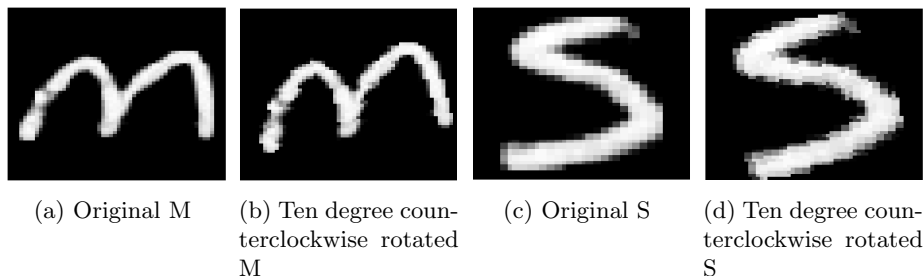 m m S S
(a) Original M (b) Ten degree coun- (c) Original S (d) Ten degree coun-
terclockwise rotated terclockwise rotated
M S